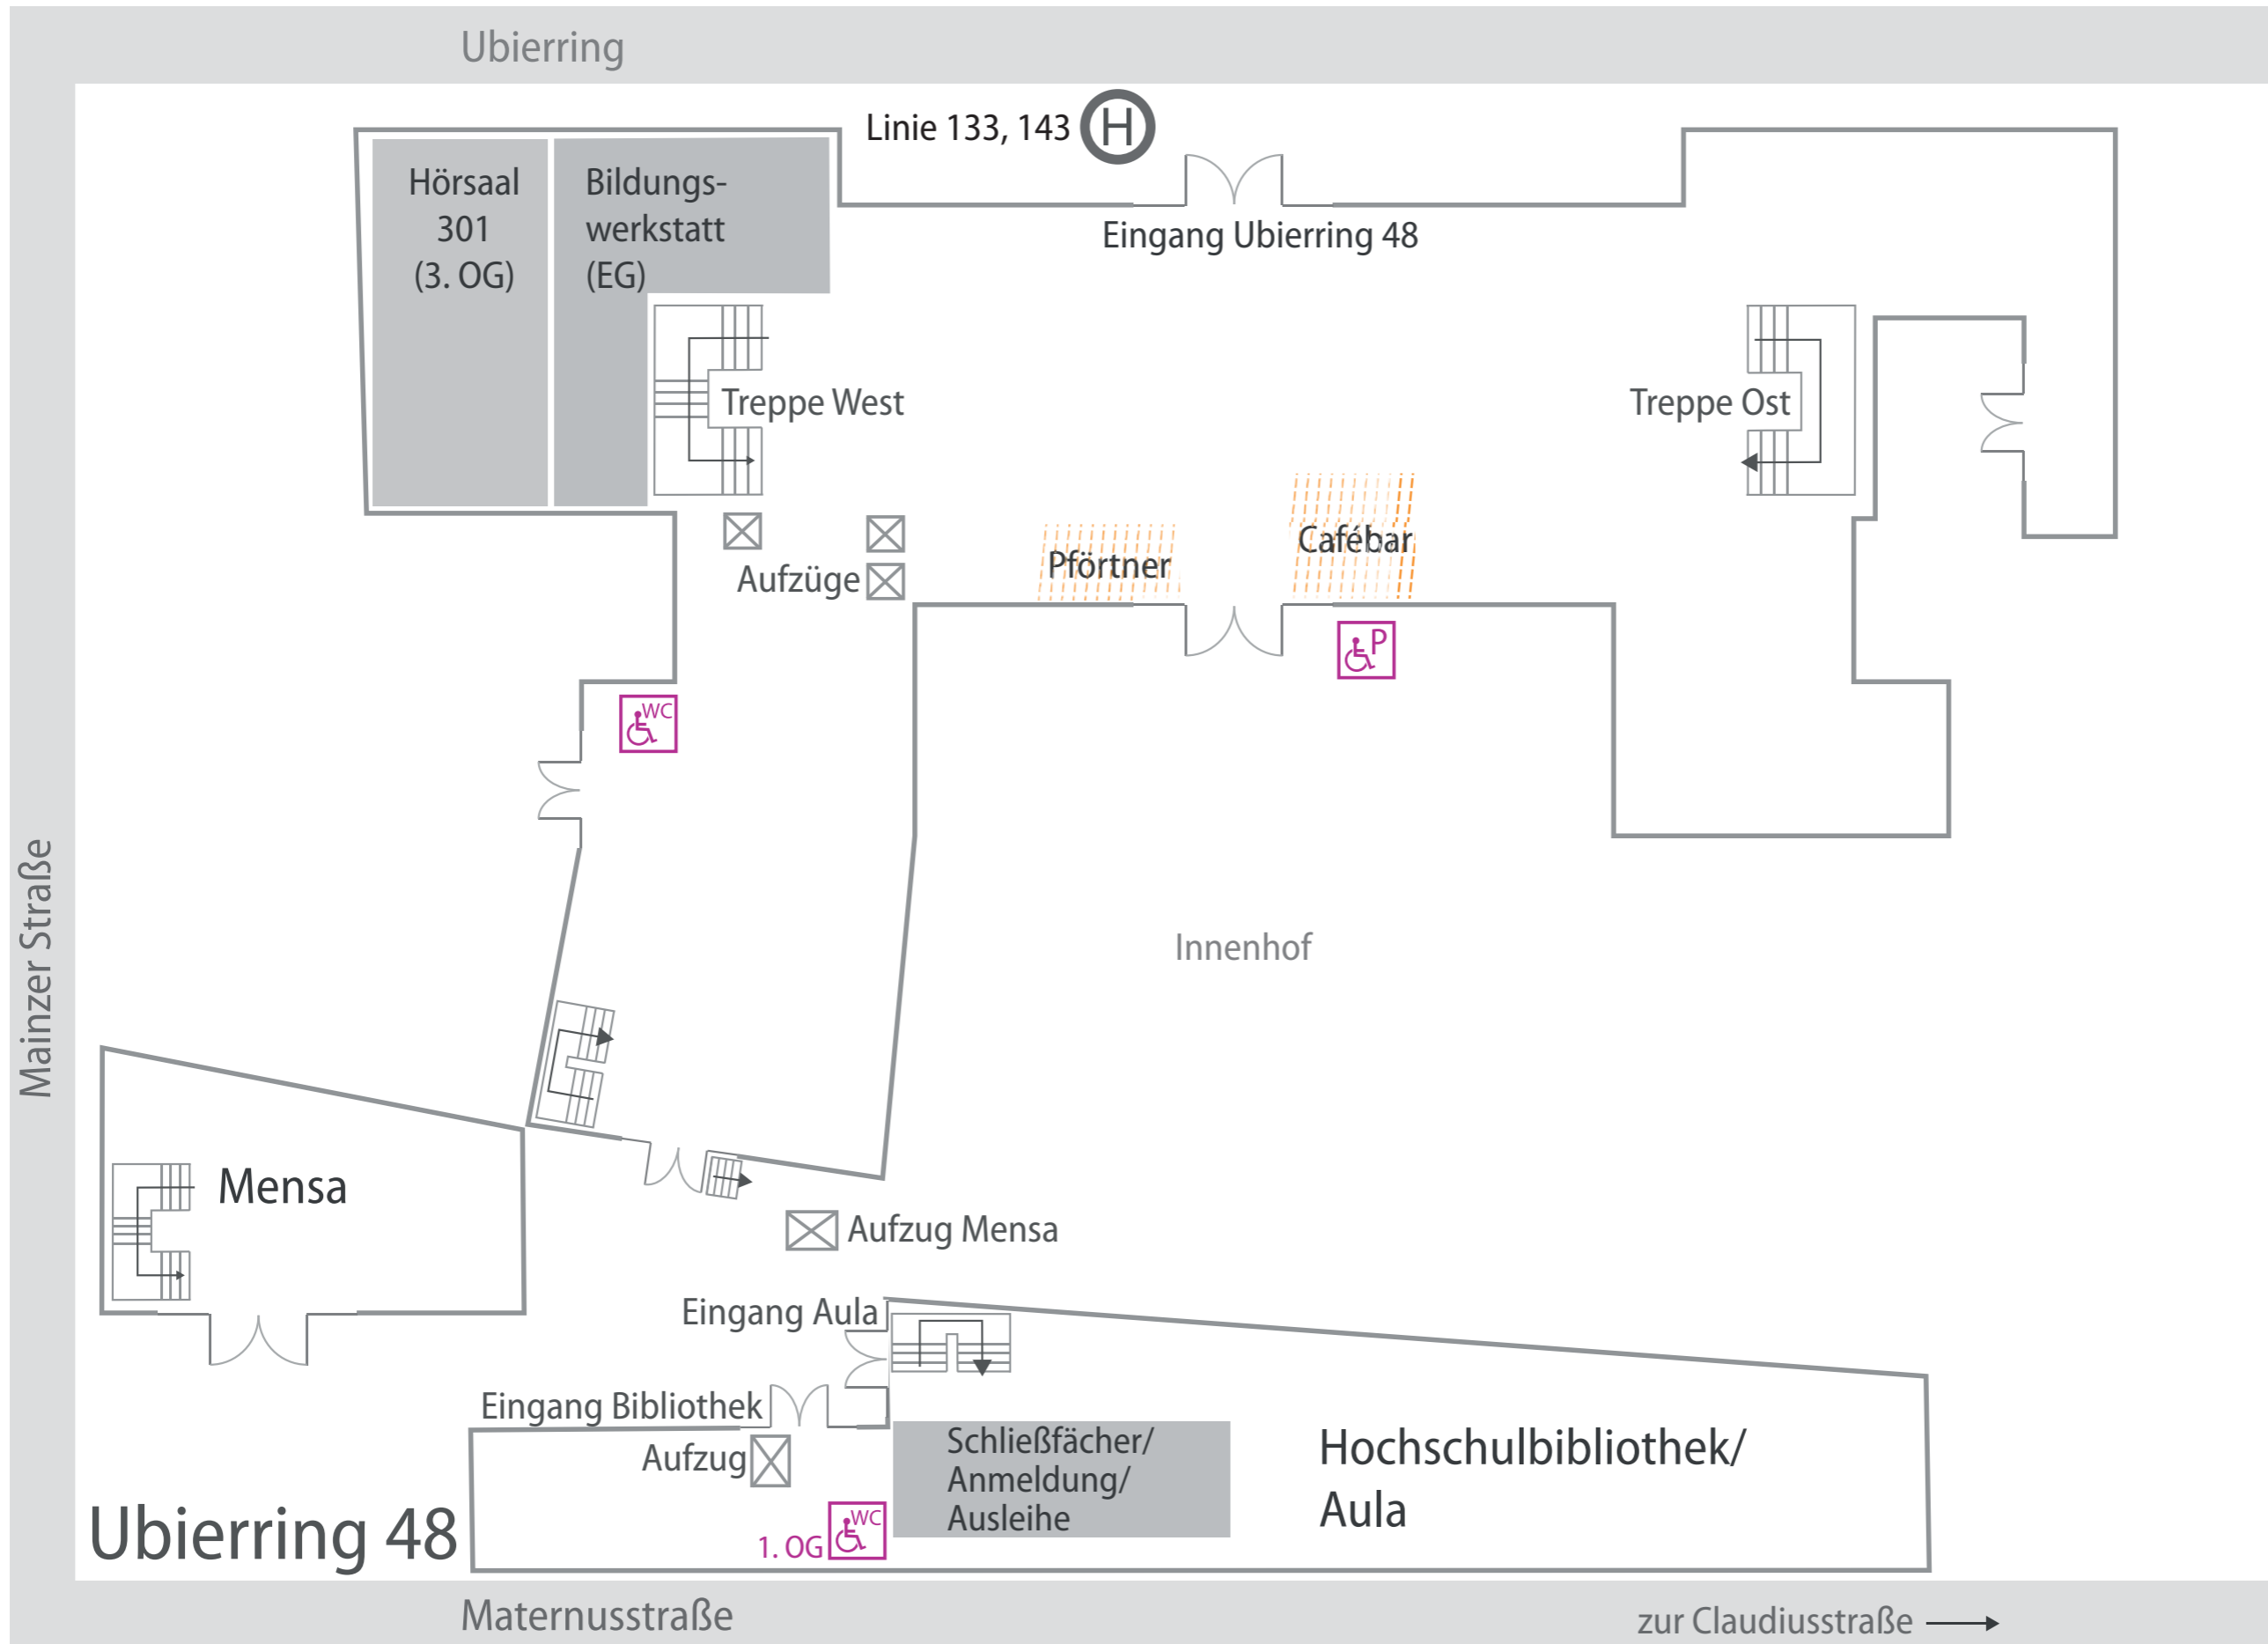 Ubierring
Linie 133, 143 H
Hörsaal
301
(3. OG)
Bildungs-
werkstatt
(EG)
Eingang Ubierring 48
Treppe West
Treppe Ost
Aufzüge
Pförtner
Cafébar
P
WC
Mainzer Straße
Innenhof
Mensa
Aufzug Mensa
Eingang Aula
Eingang Bibliothek
Aufzug
Schließfächer/
Anmeldung/
Ausleihe
Hochschulbibliothek/
Aula
1. OG WC
Ubierring 48
Maternusstraße
zur Claudiusstraße